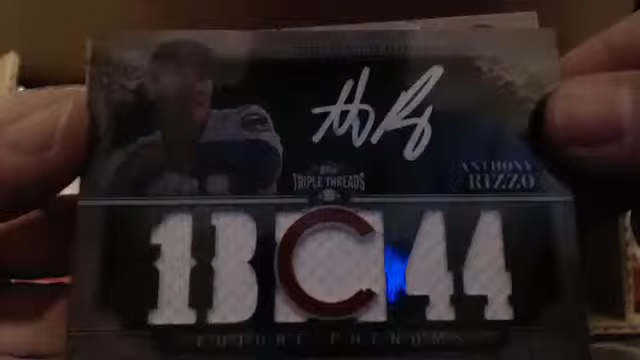 ANTHONY
RIZZO
TRIPLE THREADS
1B C 44
FUTURE PHENOMS